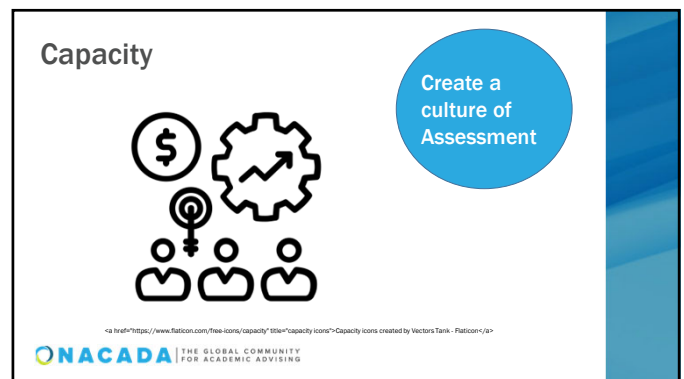 Capacity
Create a
culture of
Assessment
$
<a href="https://www.flaticon.com/free-icons/capacity" title="capacity icons">Capacity icons created by Vectors Tank - Flaticon</a>
NACADA
THE GLOBAL COMMUNITY
FOR ACADEMIC ADVISING